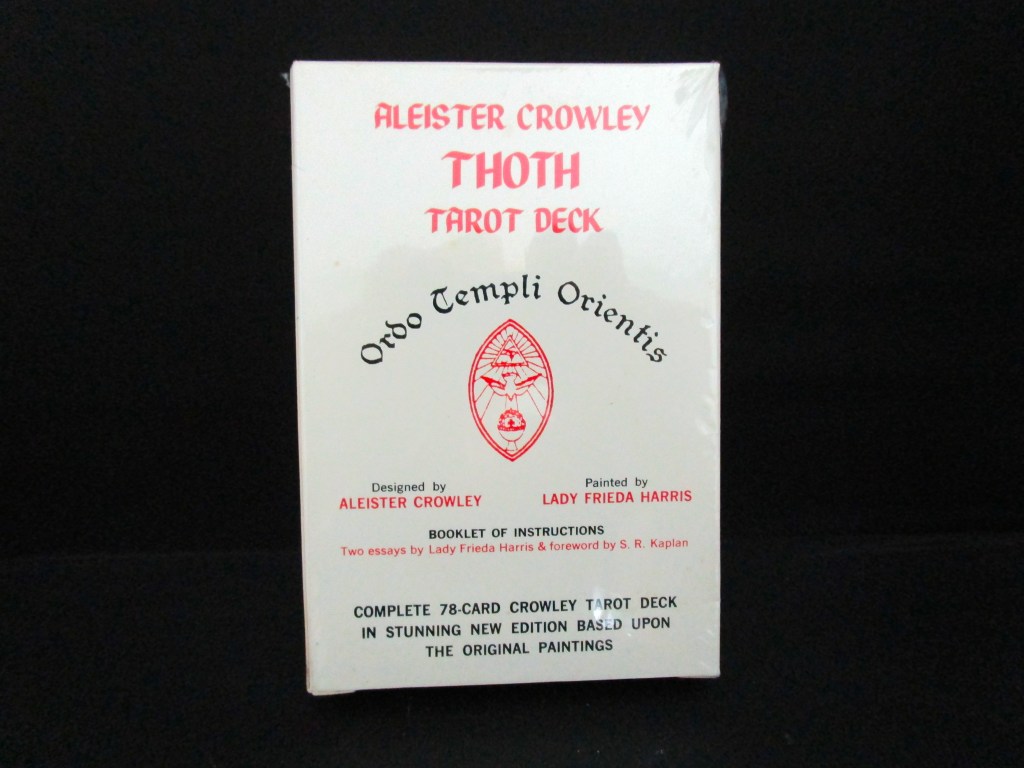 ALEISTER CROWLEY
THOTH
TAROT DECK
Ordo Templi Orientis
Designed by
ALEISTER CROWLEY
Painted by
LADY FRIEDA HARRIS
BOOKLET OF INSTRUCTIONS
Two essays by Lady Frieda Harris & foreword by S. R. Kaplan
COMPLETE 78-CARD CROWLEY TAROT DECK
IN STUNNING NEW EDITION BASED UPON
THE ORIGINAL PAINTINGS